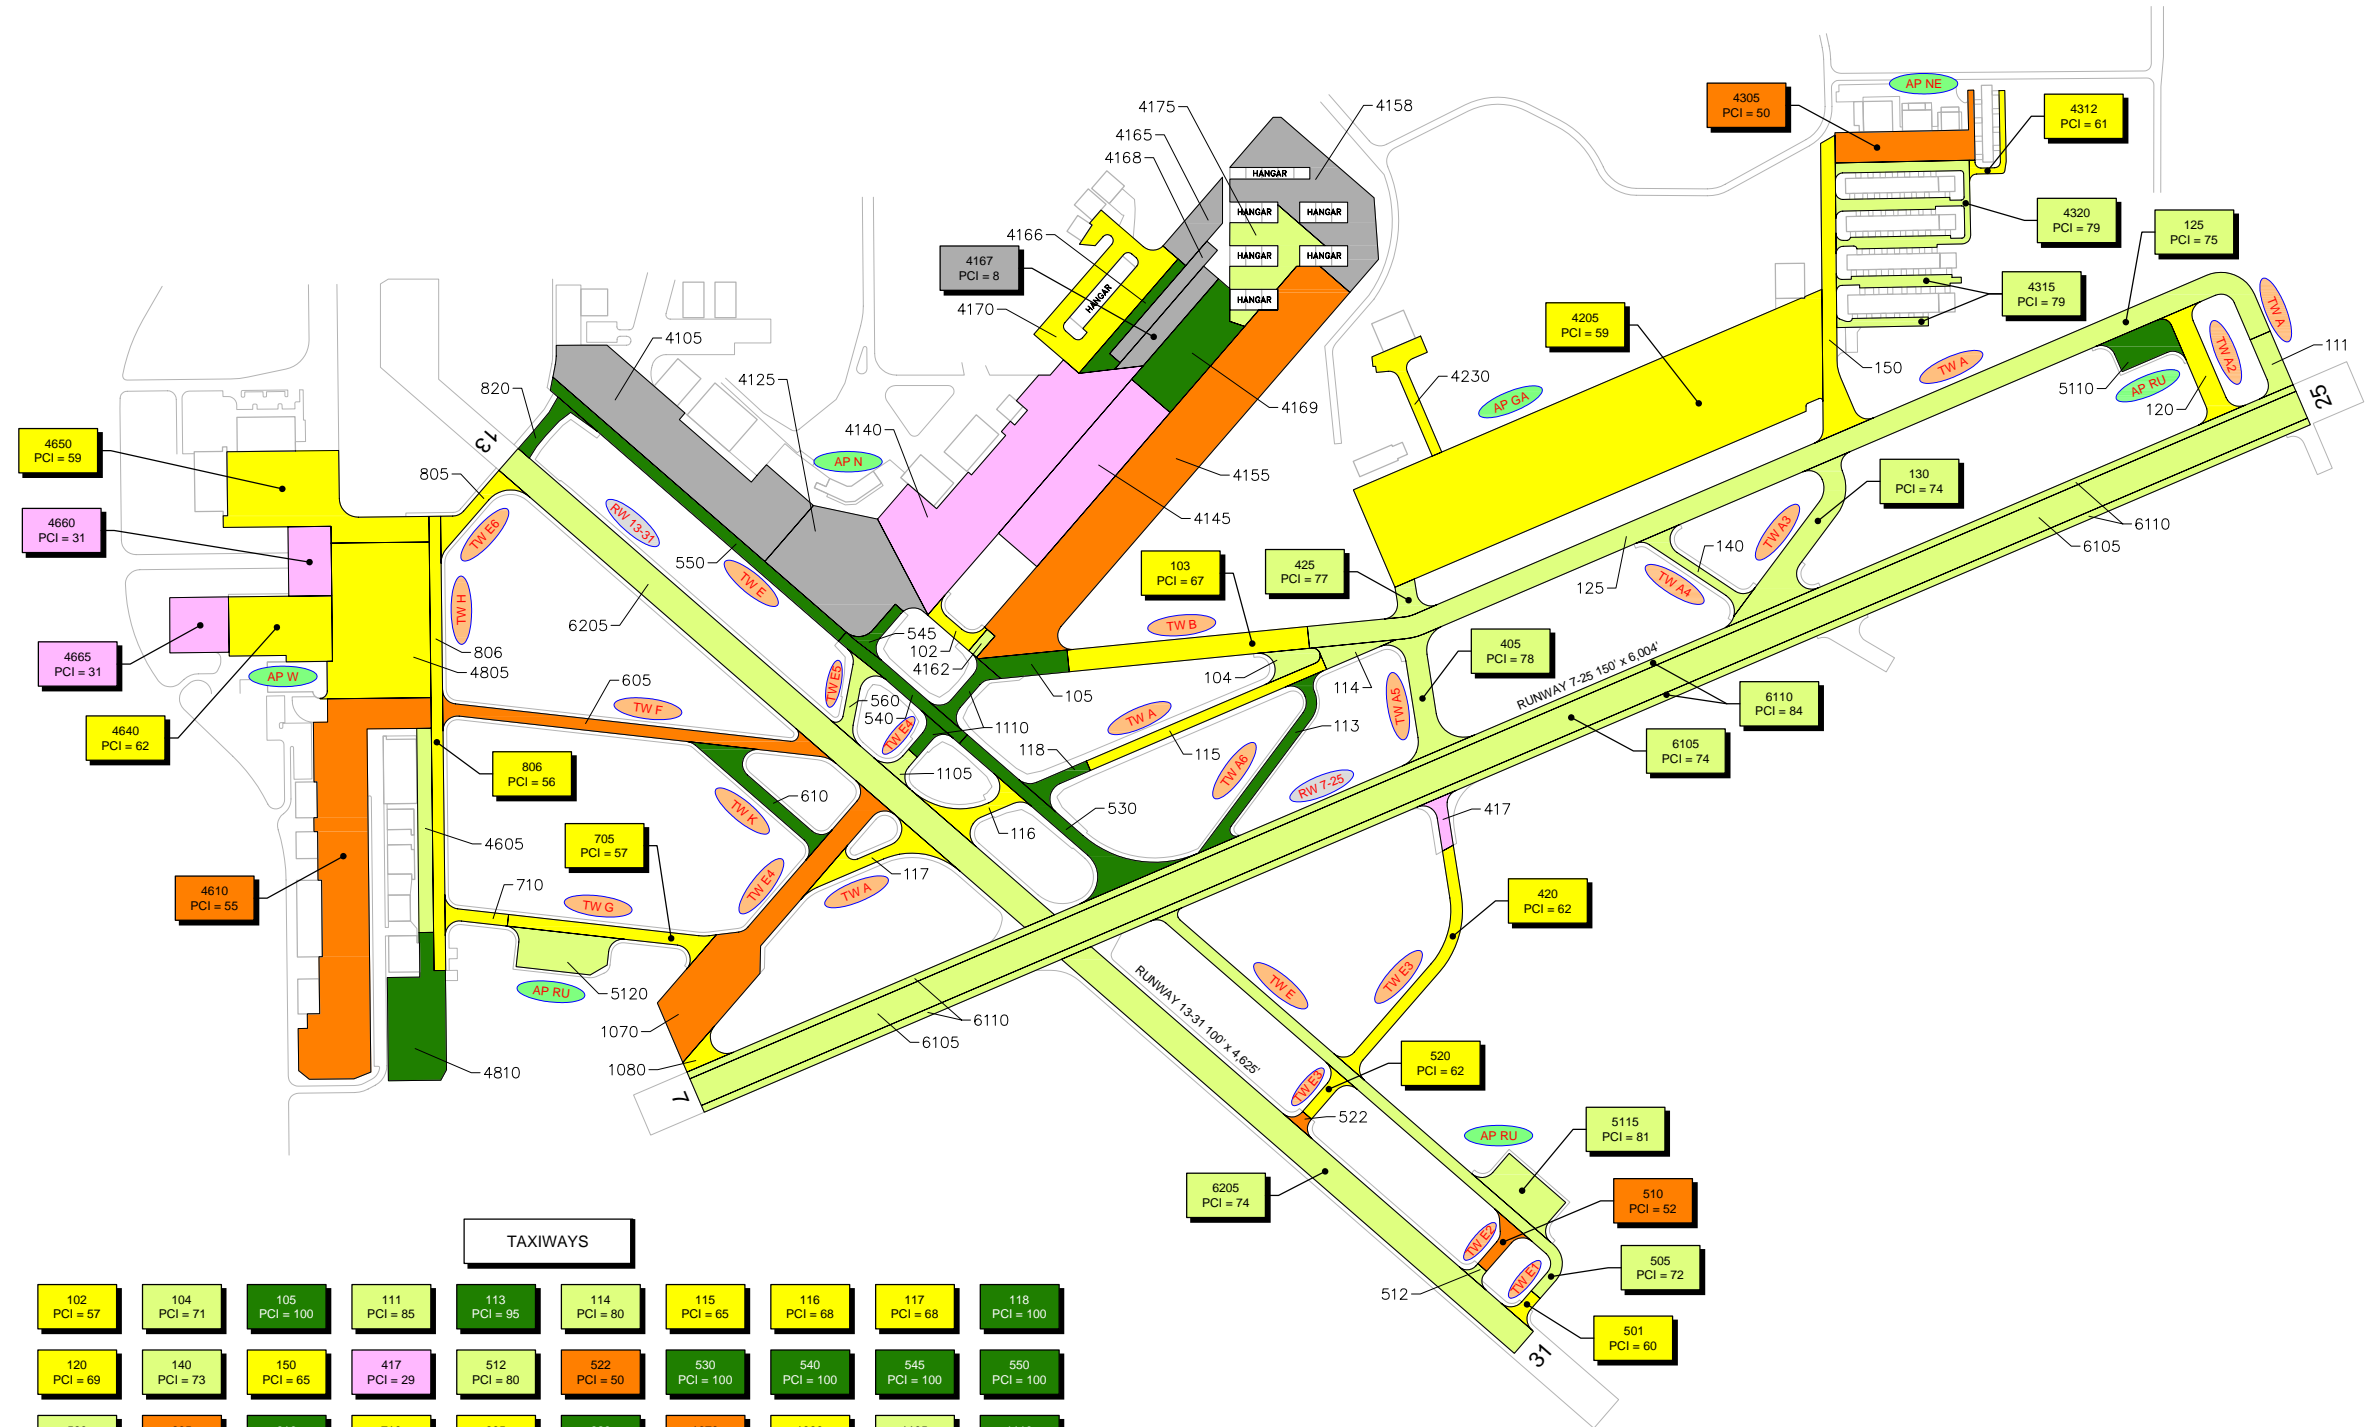 AP NE
4305
PCI = 50
4312
PCI = 61
4175
4158
4165
4168
HANGAR
HANGAR
HANGAR
HANGAR
HANGAR
HANGAR
HANGAR
4320
PCI = 79
125
PCI = 75
4166
4167
PCI = 8
4170
4315
PCI = 79
TW A
4205
PCI = 59
4105
4125
820
4230
AP GA
150
TW A
TW A2
111
5110
AP RU
120
25
4169
4140
13
4650
PCI = 59
AP N
805
4155
130
PCI = 74
4660
PCI = 31
RW 13-31
TW E6
4145
TW A3
6110
6105
140
550
TW E
103
PCI = 67
425
PCI = 77
125
TW A4
TW H
6205
TW B
545
102
4162
405
PCI = 78
4665
PCI = 31
806
4805
AP W
605
TW E5
104
105
114
RUNWAY 7-25 150' x 6,004'
TW F
560
540
TW E4
1110
TW A
TW A5
6110
PCI = 84
4640
PCI = 62
113
118
115
6105
PCI = 74
806
PCI = 56
1105
TW A6
RW 7-25
610
TW K
530
116
417
705
PCI = 57
4605
4610
PCI = 55
TW E4
117
TW A
710
TW G
420
PCI = 62
5120
AP RU
RUNWAY 13-31 100' x 4,625'
TW E
TW E3
1070
6110
6105
1080
4810
7
520
PCI = 62
TW E3
522
AP RU
5115
PCI = 81
6205
PCI = 74
510
PCI = 52
TW E2
TW E1
505
PCI = 72
512
501
PCI = 60
31
TAXIWAYS
102 104 105 111 113 114 115 116 117 118
PCI = 57 PCI = 71 PCI = 100 PCI = 85 PCI = 95 PCI = 80 PCI = 65 PCI = 68 PCI = 68 PCI = 100
120 140 150 417 512 522 530 540 545 550
PCI = 69 PCI = 73 PCI = 65 PCI = 29 PCI = 80 PCI = 50 PCI = 100 PCI = 100 PCI = 100 PCI = 100